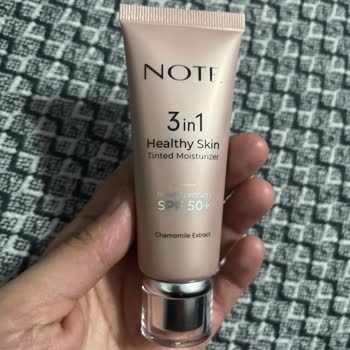 NOTE
3 in 1
Healthy Skin
Tinted Moisturizer
SPF 50+
Chamomile Extract